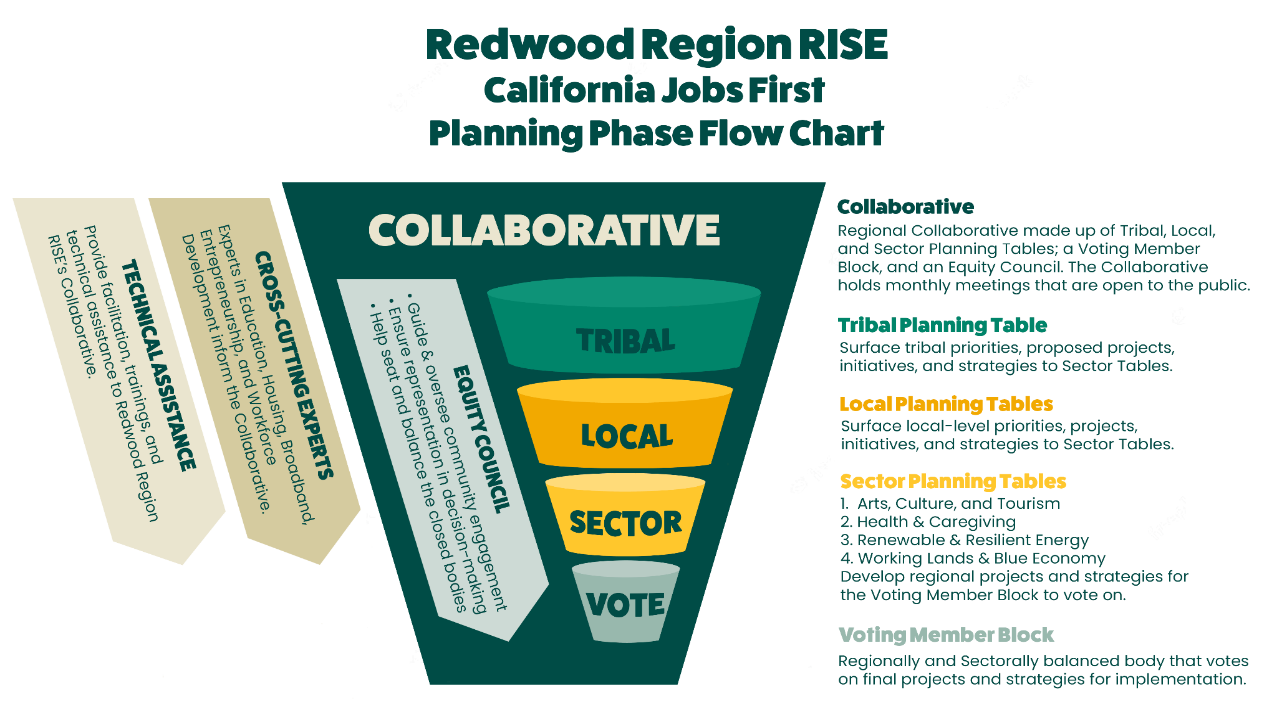 Redwood Region RISE
California Jobs First
Planning Phase Flow Chart
TECHNICAL ASSISTANCE
Provide facilitation, trainings, and
technical assistance to Redwood Region
RISE's Collaborative.
CROSS-CUTTING EXPERTS
Experts in Education, Housing, Broadband,
Entrepreneurship, and Workforce
Development inform the Collaborative.
COLLABORATIVE
EQUITY COUNCIL
• Guide & oversee community engagement
• Ensure representation in decision-making
• Help seat and balance the closed bodies
TRIBAL
LOCAL
SECTOR
VOTE
Collaborative
Regional Collaborative made up of Tribal, Local,
and Sector Planning Tables; a Voting Member
Block, and an Equity Council. The Collaborative
holds monthly meetings that are open to the public.
Tribal Planning Table
Surface tribal priorities, proposed projects,
initiatives, and strategies to Sector Tables.
Local Planning Tables
Surface local-level priorities, projects,
initiatives, and strategies to Sector Tables.
Sector Planning Tables
1. Arts, Culture, and Tourism
2. Health & Caregiving
3. Renewable & Resilient Energy
4. Working Lands & Blue Economy
Develop regional projects and strategies for
the Voting Member Block to vote on.
Voting Member Block
Regionally and Sectorally balanced body that votes
on final projects and strategies for implementation.